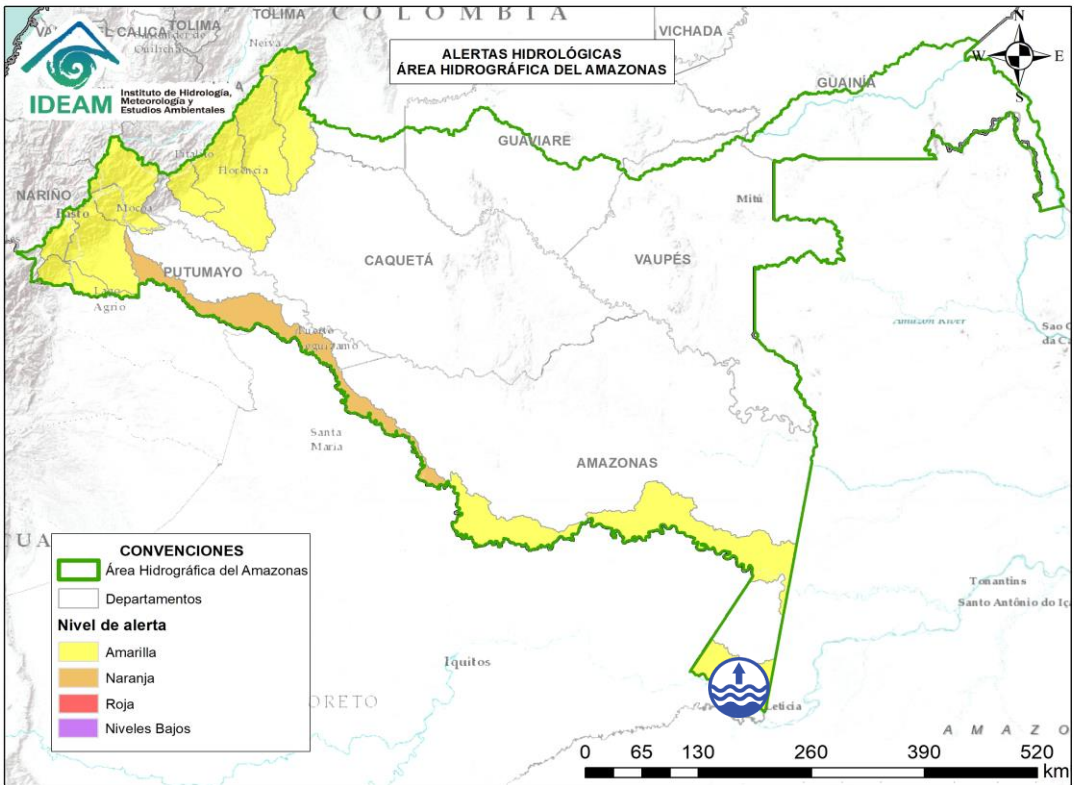 COLOMBIA
TOLIMA
TOLIMA
Neiva
VICHADA
ALERTAS HIDROLÓGICAS
ÁREA HIDROGRÁFICA DEL AMAZONAS
N
W
E
S
IDEAM
Instituto de Hidrología,
Meteorología y
Estudios Ambientales
GUAINÍA
GUAVIARE
Florencia
NARIÑO
Pasto
Mocoa
Mitú
PUTUMAYO
CAQUETÁ
VAUPÉS
Lago
Agrio
Amazon River
Puerto
Santa
Maria
AMAZONAS
CONVENCIONES
Área Hidrográfica del Amazonas
Departamentos
Nivel de alerta
Amarilla
Naranja
Roja
Niveles Bajos
Tonantins
Santo Antônio do Iça
Iquitos
ORETO
Leticia
AMAZO
0 65 130 260 390 520
km